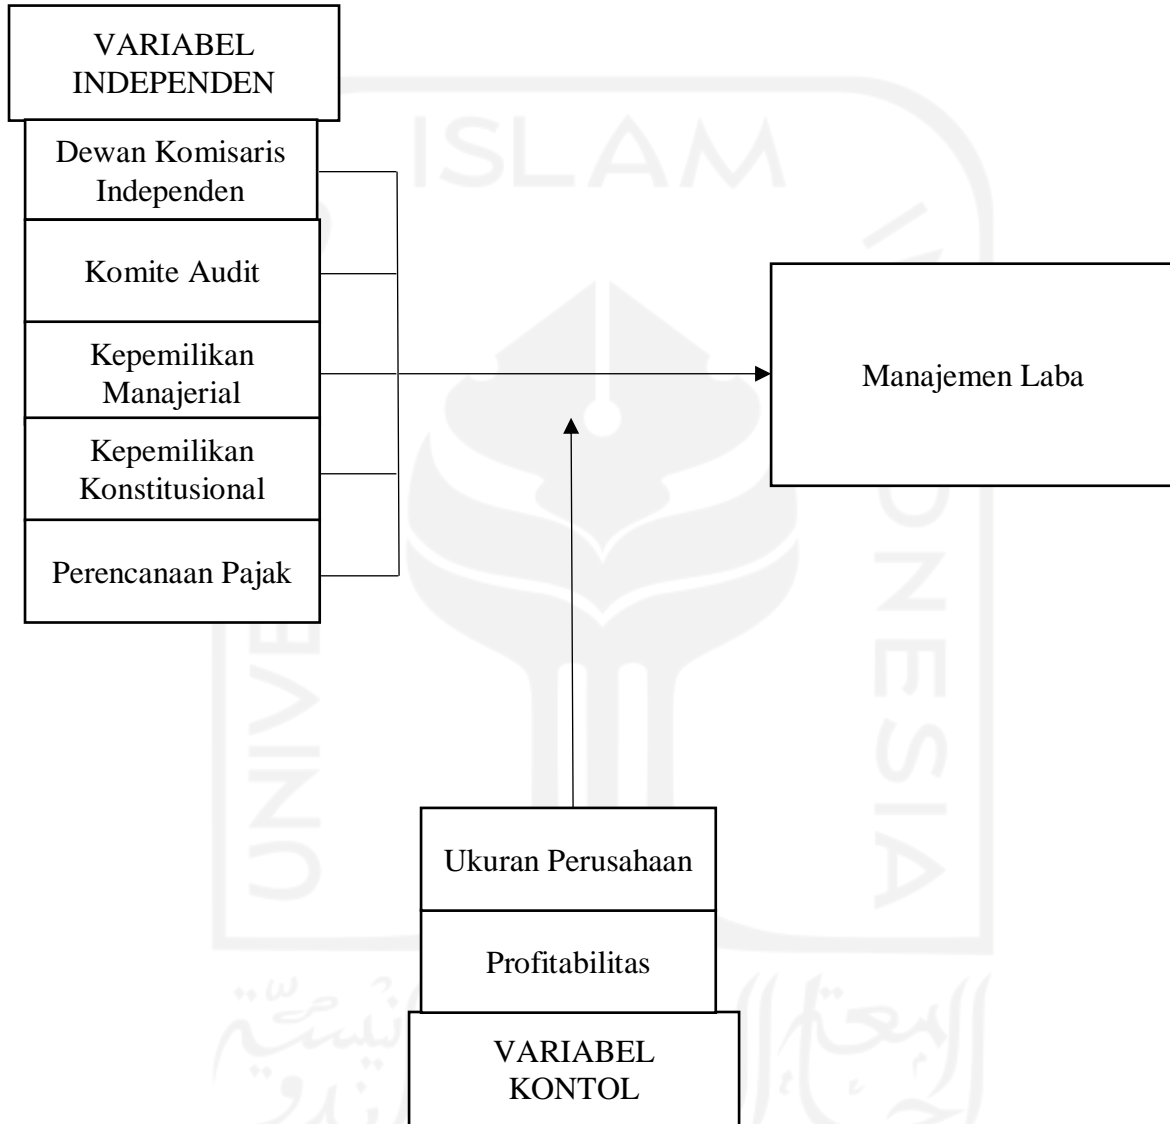 VARIABEL
INDEPENDEN
Dewan Komisaris
Independen
Komite Audit
Kepemilikan
Manajerial
Kepemilikan
Konstitusional
Perencanaan Pajak
Manajemen Laba
Ukuran Perusahaan
Profitabilitas
VARIABEL
KONTOL
ISLAM